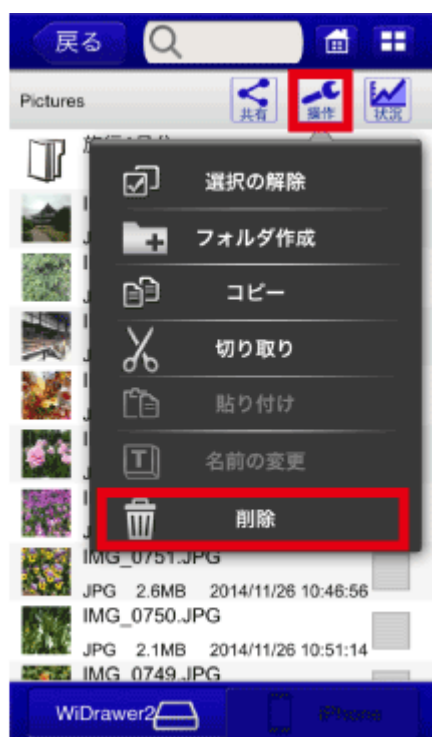 戻る
Pictures
共有
操作
状況
選択の解除
フォルダ作成
コピー
切り取り
貼り付け
名前の変更
削除
IMG_0751.JPG
JPG 2.6MB 2014/11/26 10:46:56
IMG_0750.JPG
JPG 2.1MB 2014/11/26 10:51:14
IMG_0749.JPG
WiDrawer2
iPhone